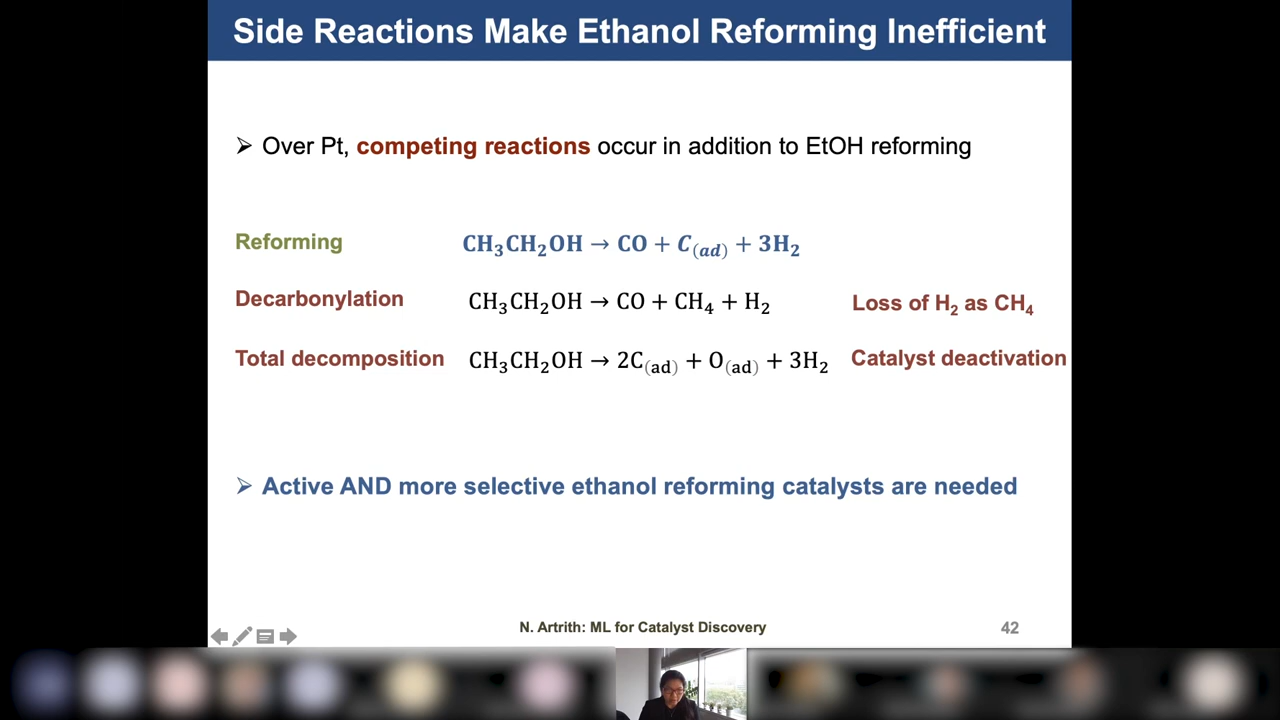 Side Reactions Make Ethanol Reforming Inefficient
➢ Over Pt, competing reactions occur in addition to EtOH reforming
Reforming CH₃CH₂OH → CO + C₍ad₎ + 3H₂
Decarbonylation CH₃CH₂OH → CO + CH₄ + H₂ Loss of H₂ as CH₄
Total decomposition CH₃CH₂OH → 2C(ad) + O(ad) + 3H₂ Catalyst deactivation
➢ Active AND more selective ethanol reforming catalysts are needed
N. Artrith: ML for Catalyst Discovery 42